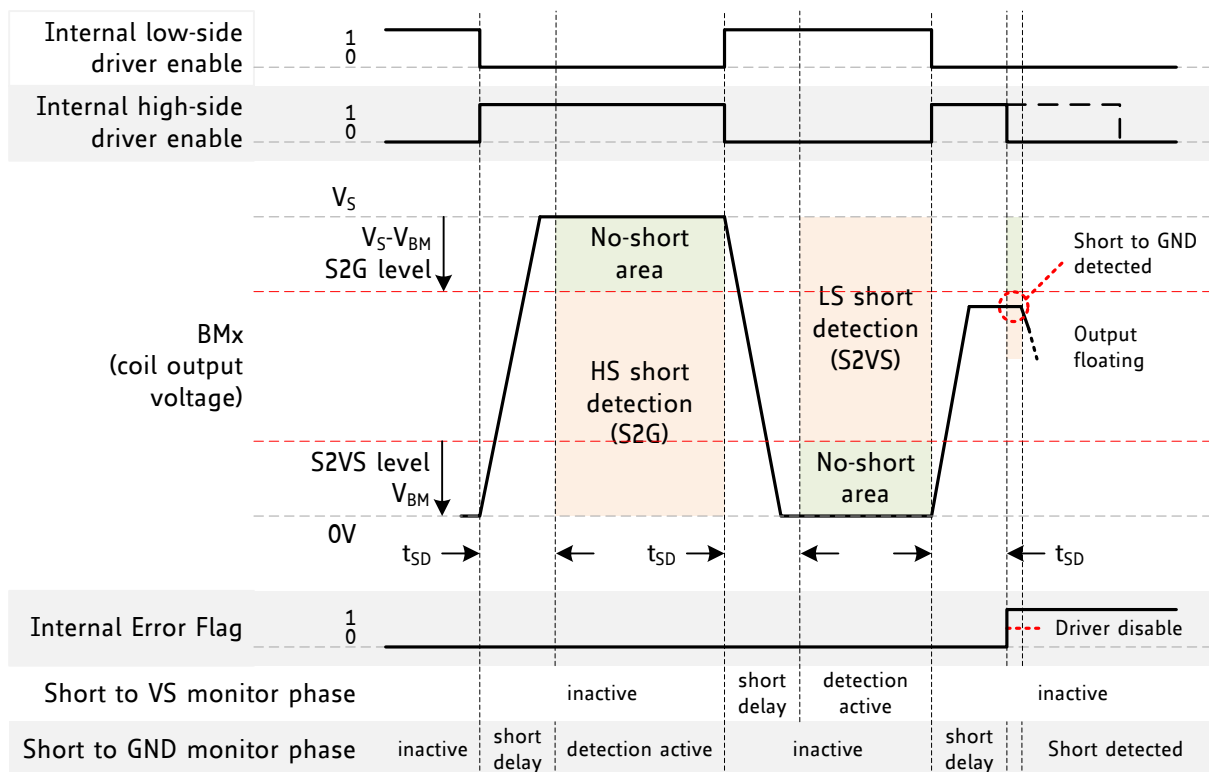 Internal low-side
driver enable
1
0
Internal high-side
driver enable
1
0
VS
VS-VBM
S2G level
No-short
area
Short to GND
detected
BMx
(coil output
voltage)
HS short
detection
(S2G)
LS short
detection
(S2VS)
Output
floating
S2VS level
VBM
No-short
area
0V
tSD
tSD
tSD
Internal Error Flag
1
0
Driver disable
Short to VS monitor phase
inactive
short
delay
detection
active
inactive
Short to GND monitor phase
inactive
short
delay
detection active
inactive
short
delay
Short detected